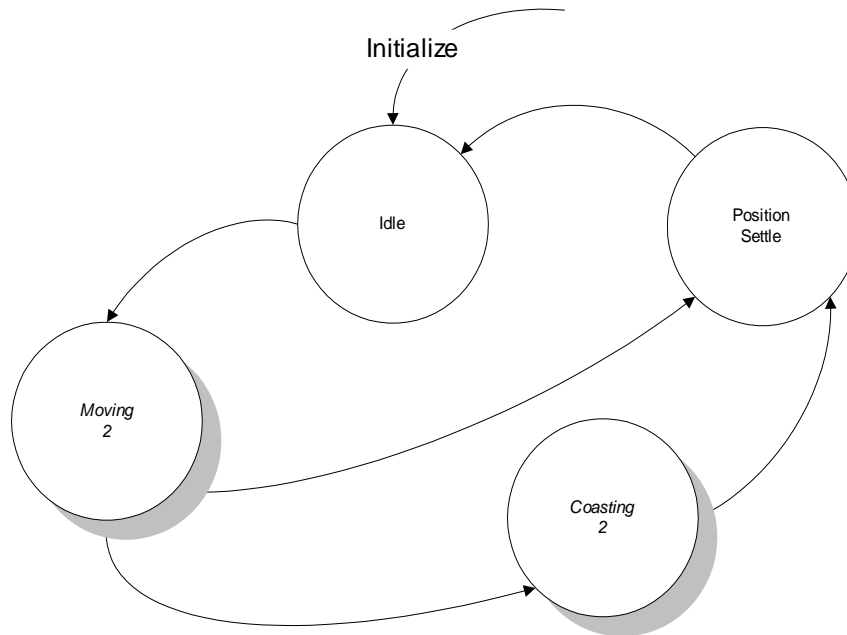 Initialize
Idle
Position
Settle
Moving
2
Coasting
2